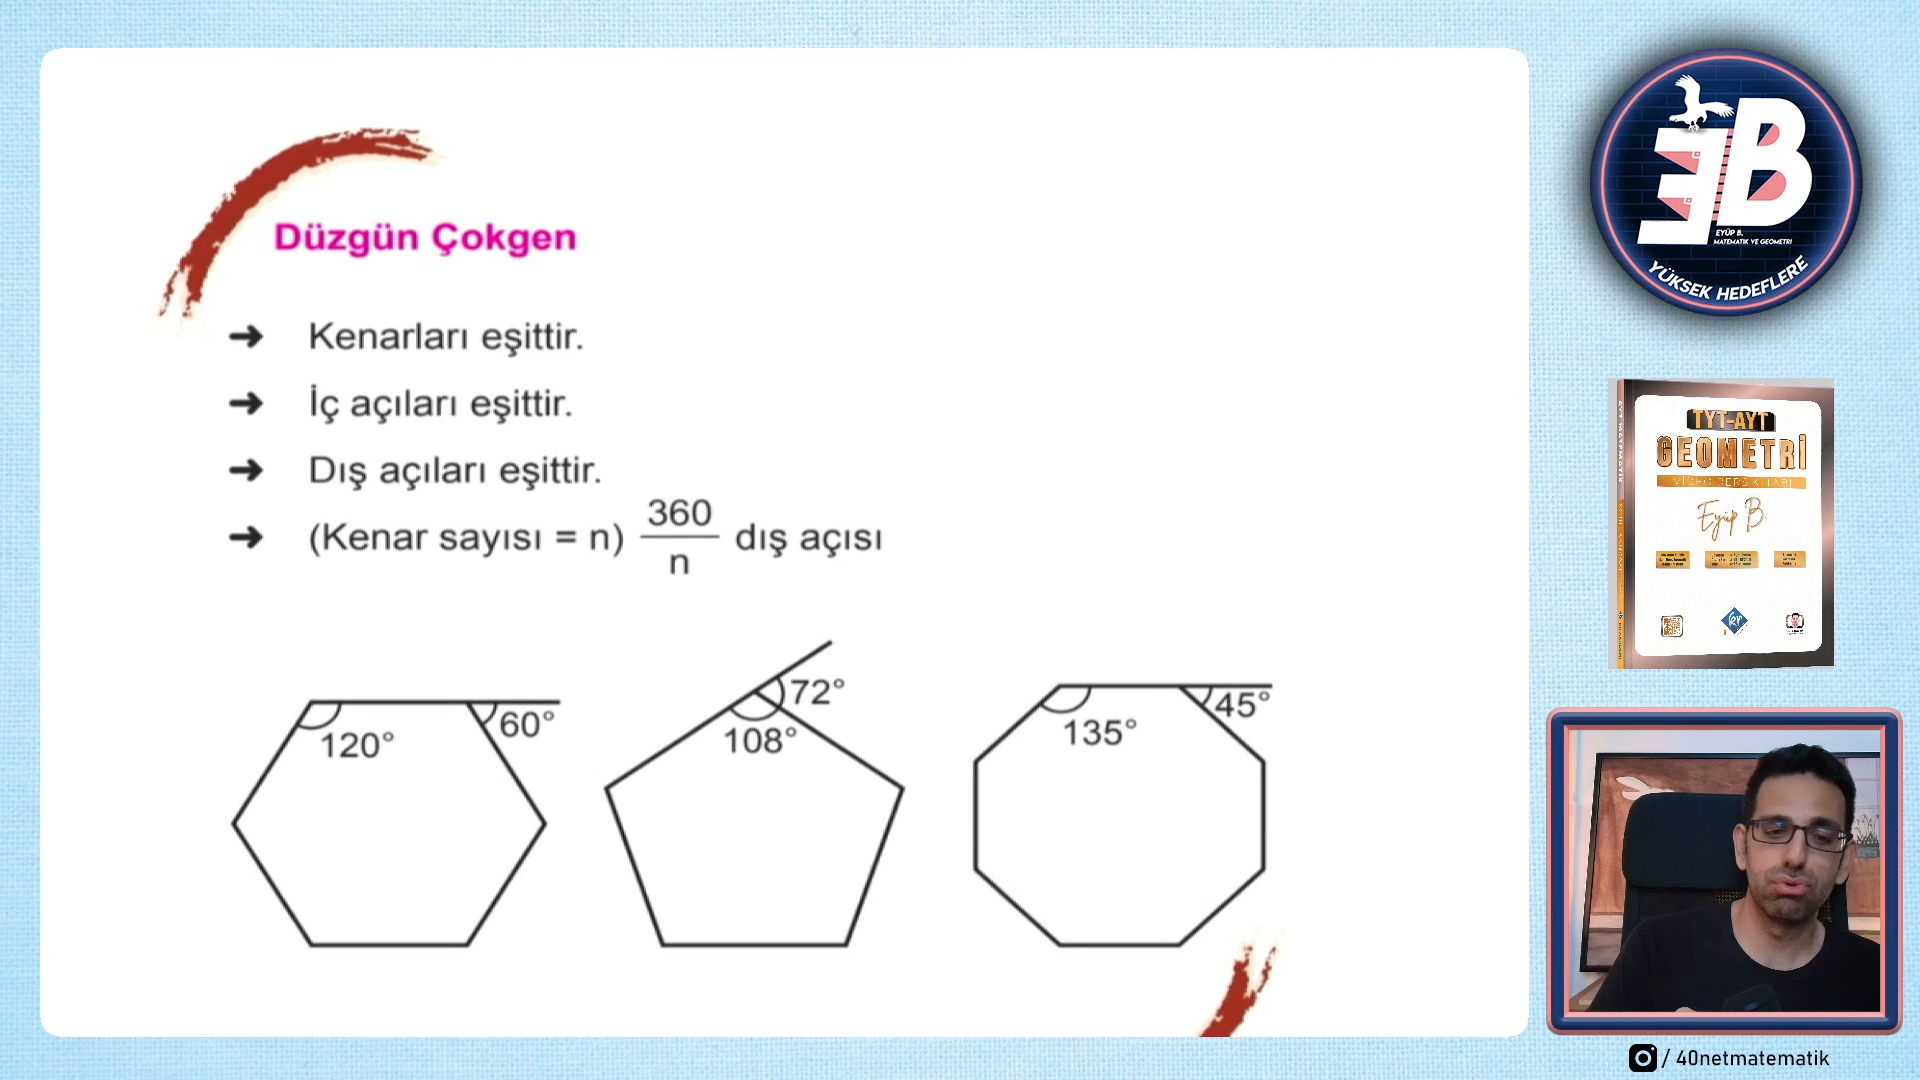 Düzgün Çokgen
➜ Kenarları eşittir.
➜ İç açıları eşittir.
➜ Dış açıları eşittir.
➜ (Kenar sayısı = n) 360/n dış açısı
120°
60°
72°
108°
135°
45°
EB
EYÜP B.
MATEMATİK VE GEOMETRİ
YÜKSEK HEDEFLERE
TYT-AYT
GEOMETRİ
VİDEO DERS KİTABI
Eyüp B.
/ 40netmatematik